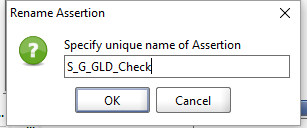 Rename Assertion
Specify unique name of Assertion
S_G_GLD_Check
OK
Cancel